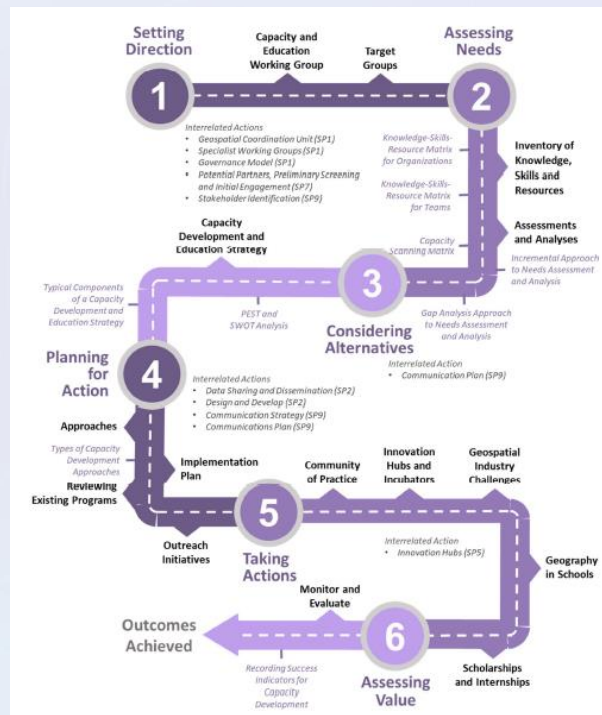 Setting
Direction
Capacity and
Education
Working Group
Target
Groups
Assessing
Needs
1
2
Interrelated Actions
• Geospatial Coordination Unit (SP1)
• Specialist Working Groups (SP1)
• Governance Model (SP1)
• Potential Partners, Preliminary Screening
and Initial Engagement (SP7)
• Stakeholder Identification (SP9)
Knowledge-Skills-
Resource Matrix
for Organizations
Knowledge-Skills-
Resource Matrix
for Teams
Capacity
Scanning Matrix
Inventory of
Knowledge,
Skills and
Resources
Assessments
and Analyses
Incremental Approach
to Needs Assessment
and Analysis
Capacity
Development and
Education Strategy
3
Typical Components
of a Capacity
Development and
Education Strategy
PEST and
SWOT Analysis
Considering
Alternatives
Gap Analysis Approach
to Needs Assessment
and Analysis
Interrelated Action
• Communication Plan (SP9)
Planning
for
Action
4
Interrelated Actions
• Data Sharing and Dissemination (SP2)
• Design and Develop (SP2)
• Communication Strategy (SP9)
• Communications Plan (SP9)
Approaches
Types of Capacity
Development
Approaches
Reviewing
Existing Programs
Implementation
Plan
Outreach
Initiatives
5
Taking
Actions
Community
of Practice
Innovation
Hubs and
Incubators
Geospatial
Industry
Challenges
Interrelated Action
• Innovation Hubs (SP5)
Geography
in Schools
Monitor and
Evaluate
Outcomes
Achieved
6
Recording Success
Indicators for
Capacity
Development
Assessing
Value
Scholarships
and Internships